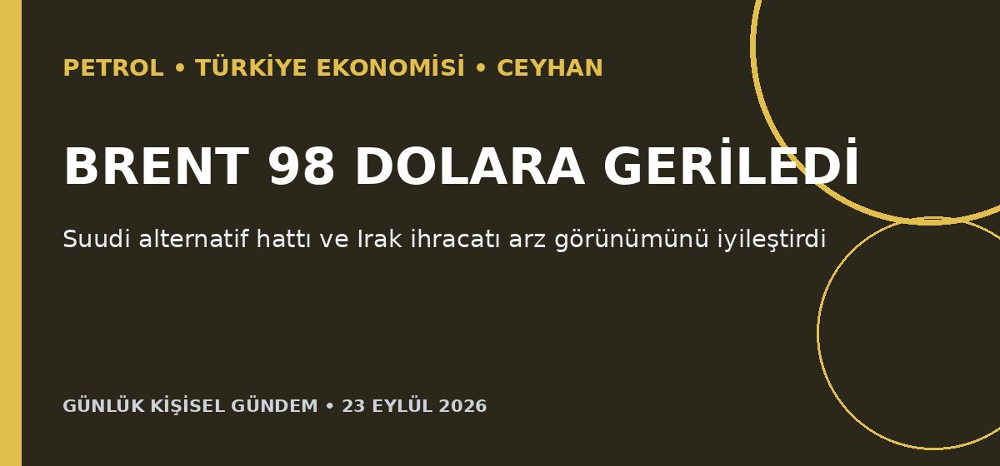 PETROL • TÜRKİYE EKONOMİSİ • CEYHAN
BRENT 98 DOLARA GERİLEDİ
Suudi alternatif hattı ve Irak ihracatı arz görünümünü iyileştirdi
GÜNLÜK KİŞİSEL GÜNDEM • 23 EYLÜL 2026